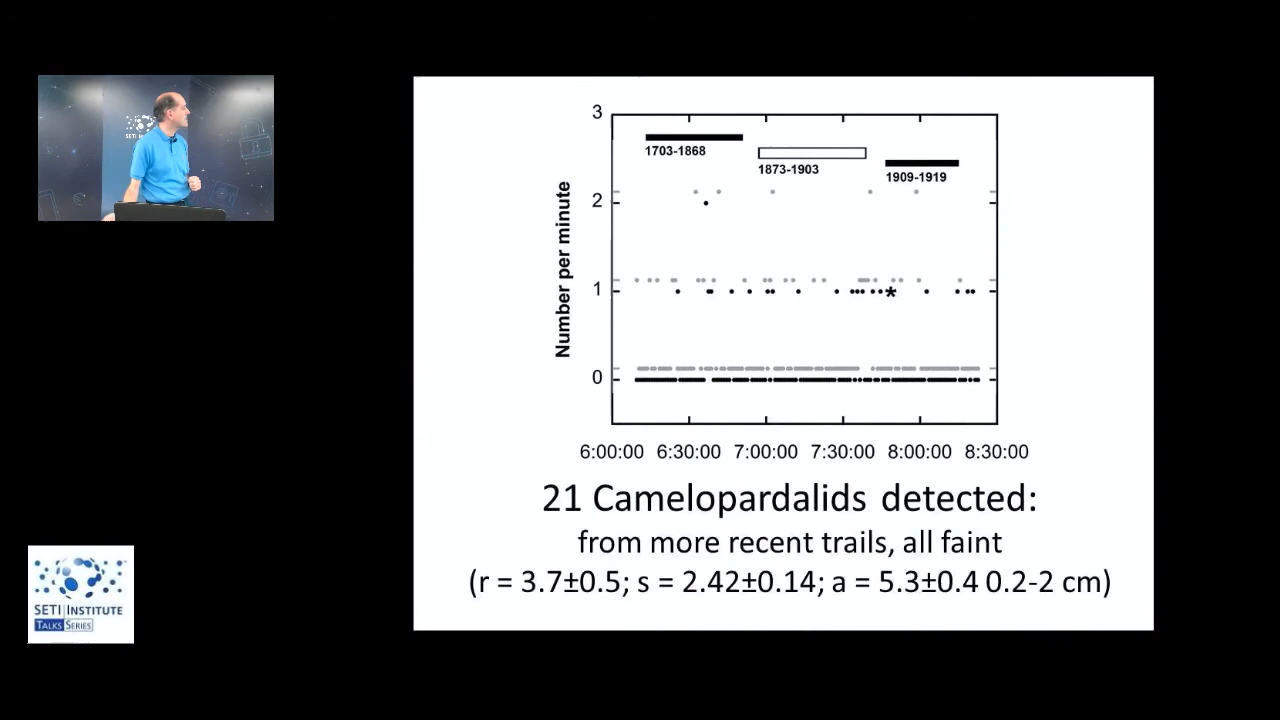 SETI
3
1703-1868
1873-1903
1909-1919
2
Number per minute
1
*
0
6:00:00 6:30:00 7:00:00 7:30:00 8:00:00 8:30:00
21 Camelopardalids detected:
from more recent trails, all faint
(r = 3.7±0.5; s = 2.42±0.14; a = 5.3±0.4 0.2-2 cm)
SETI INSTITUTE
TALKS SERIES